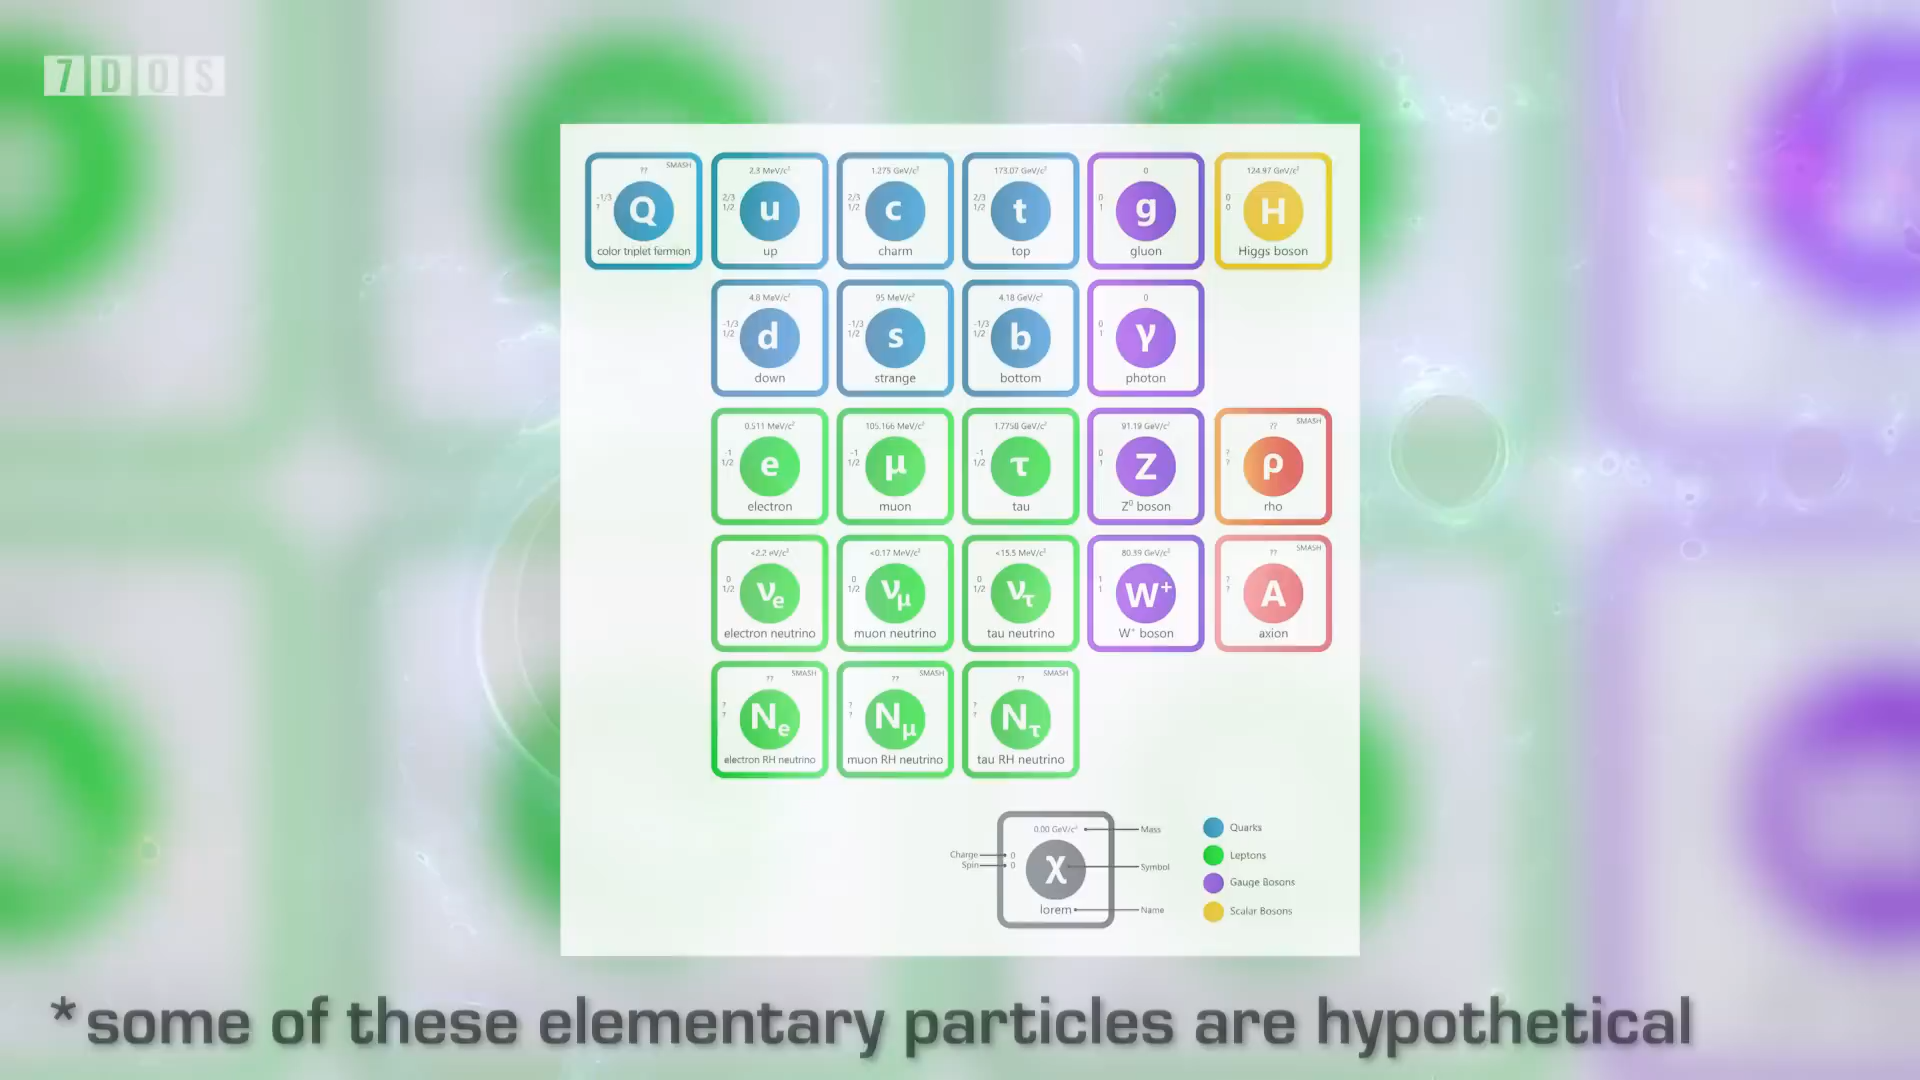 7DOS
SMASH
??
-1/3
?
Q
color triplet fermion
2.3 MeV/c²
2/3
1/2
u
up
1.275 GeV/c²
2/3
1/2
c
charm
173.07 GeV/c²
2/3
1/2
t
top
0
0
1
g
gluon
124.97 GeV/c²
0
0
H
Higgs boson
4.8 MeV/c²
-1/3
1/2
d
down
95 MeV/c²
-1/3
1/2
s
strange
4.18 GeV/c²
-1/3
1/2
b
bottom
0
0
1
γ
photon
0.511 MeV/c²
-1
1/2
e
electron
105.166 MeV/c²
-1
1/2
μ
muon
1.7750 GeV/c²
-1
1/2
τ
tau
91.19 GeV/c²
0
1
Z
Z⁰ boson
SMASH
??
?
?
ρ
rho
<2.2 eV/c²
0
1/2
νe
electron neutrino
<0.17 MeV/c²
0
1/2
νμ
muon neutrino
<15.5 MeV/c²
0
1/2
ντ
tau neutrino
80.39 GeV/c²
1
1
W⁺
W⁺ boson
SMASH
??
?
?
A
axion
SMASH
??
?
?
Ne
electron RH neutrino
SMASH
??
?
?
Nμ
muon RH neutrino
SMASH
??
?
?
Nτ
tau RH neutrino
0.00 GeV/c²
Mass
Charge
0
Spin
0
χ
Symbol
lorem
Name
Quarks
Leptons
Gauge Bosons
Scalar Bosons
*some of these elementary particles are hypothetical